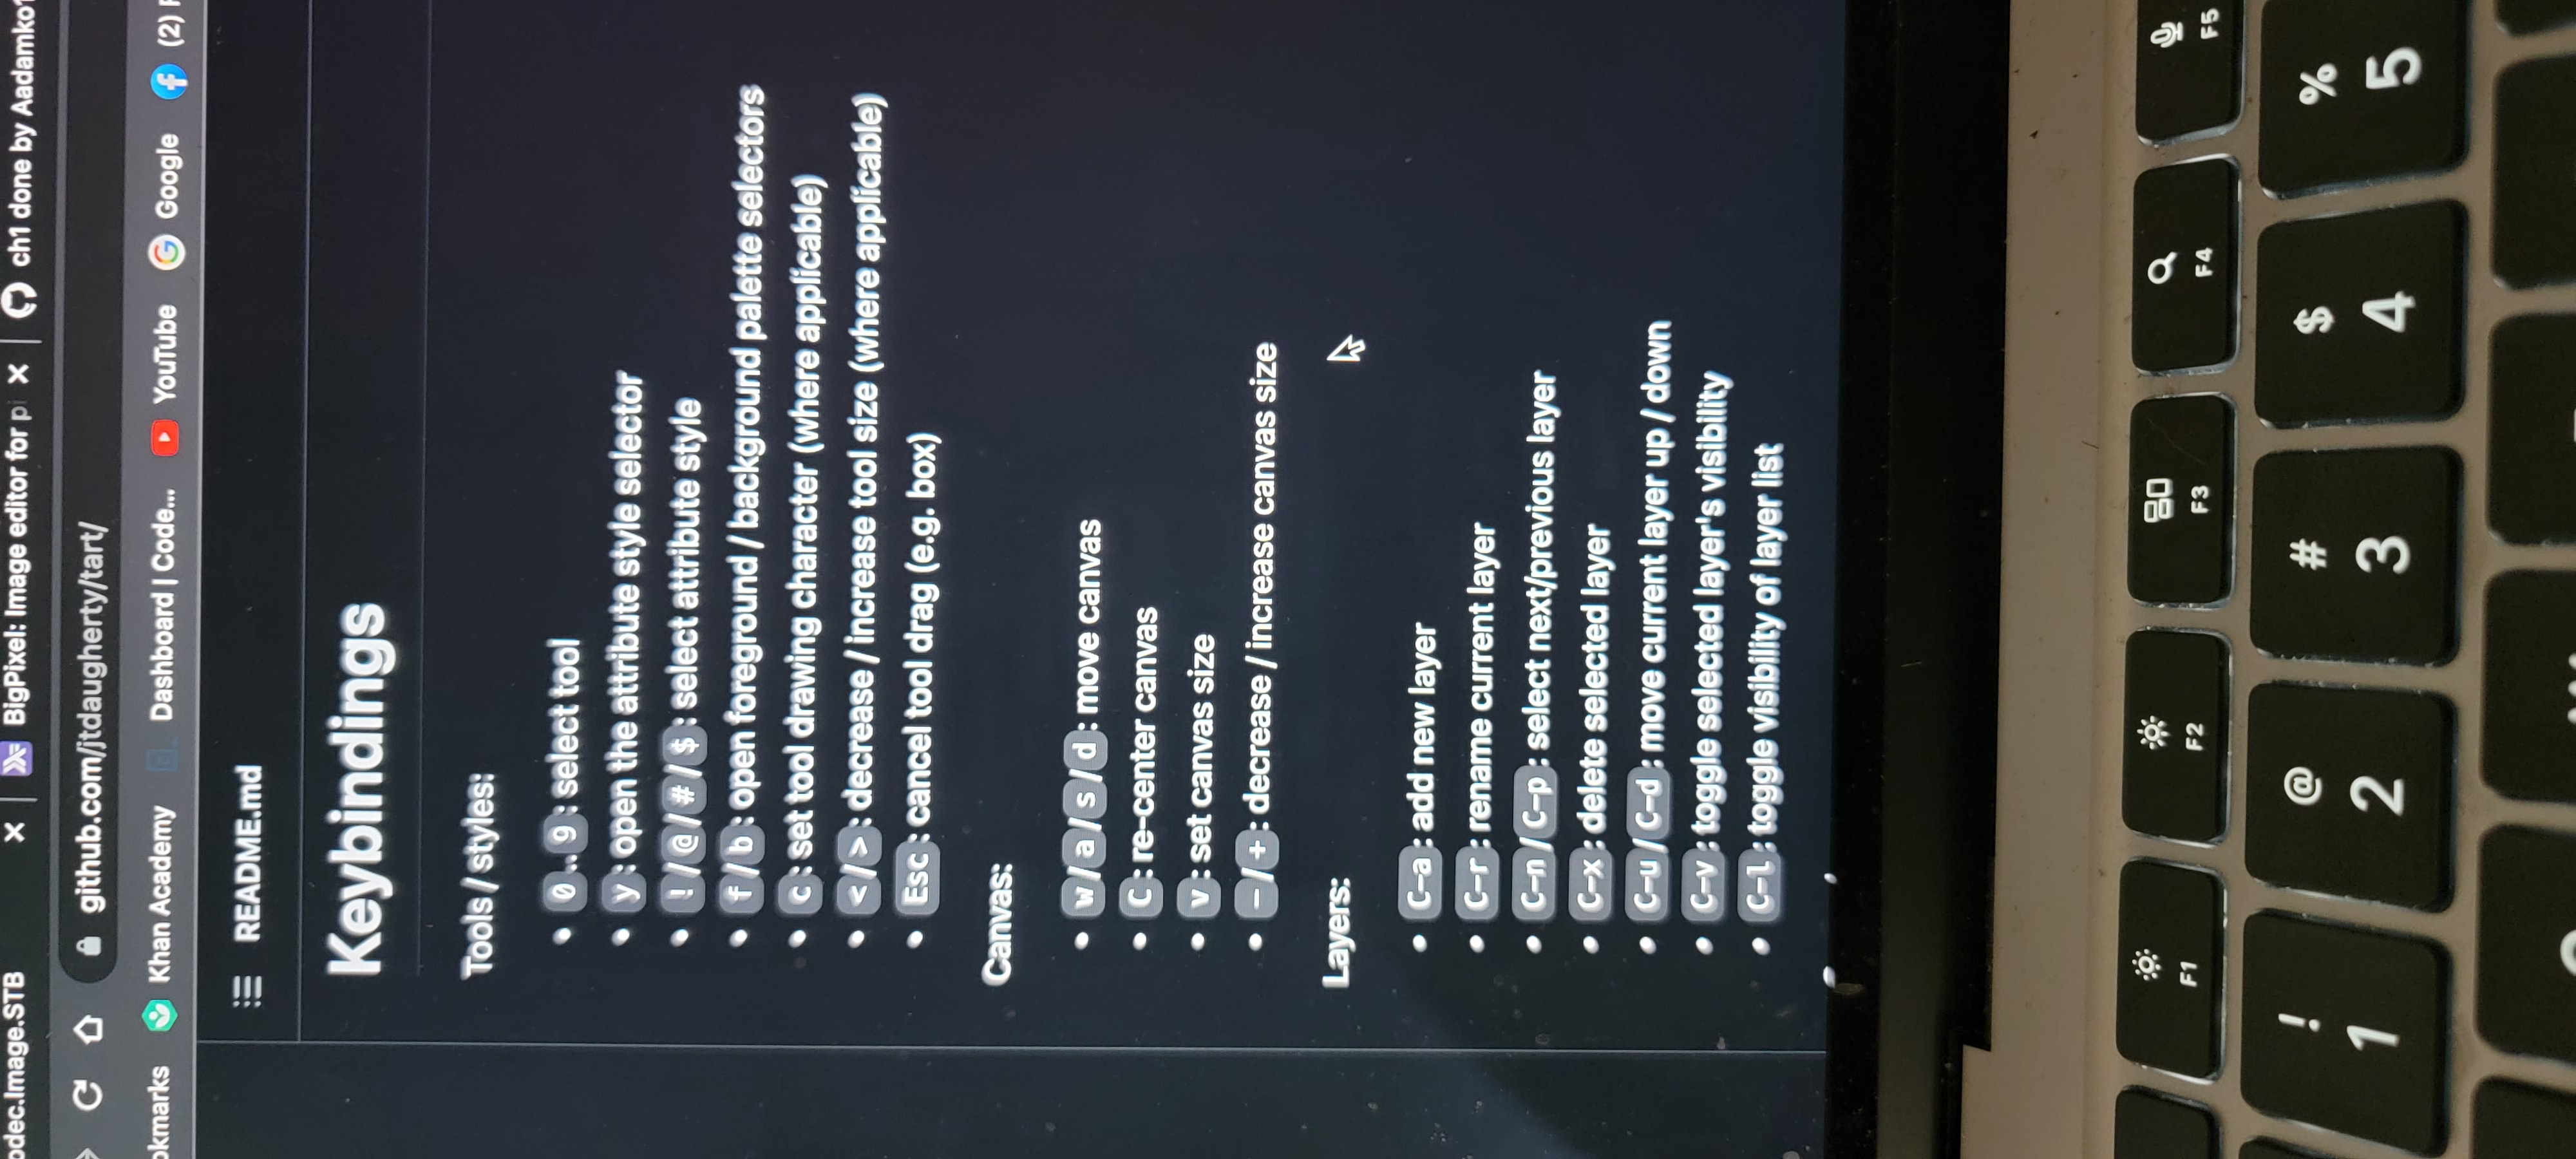 odec.Image.STB
BigPixel: Image editor for pi
ch1 done by Aadamko1
github.com/jtdaugherty/tart/
okmarks
Khan Academy
Dashboard | Code...
YouTube
Google
(2)
README.md
Keybindings
Tools / styles:
0..9: select tool
y: open the attribute style selector
!/@/#/$: select attribute style
f/b: open foreground / background palette selectors
c: set tool drawing character (where applicable)
</>: decrease / increase tool size (where applicable)
Esc: cancel tool drag (e.g. box)
Canvas:
w/a/s/d: move canvas
C: re-center canvas
v: set canvas size
-/+: decrease / increase canvas size
Layers:
C-a: add new layer
C-r: rename current layer
C-n/C-p: select next/previous layer
C-x: delete selected layer
C-u/C-d: move current layer up / down
C-v: toggle selected layer's visibility
C-l: toggle visibility of layer list
F1
F2
F3
F4
F5
! @ # $ %
1 2 3 4 5